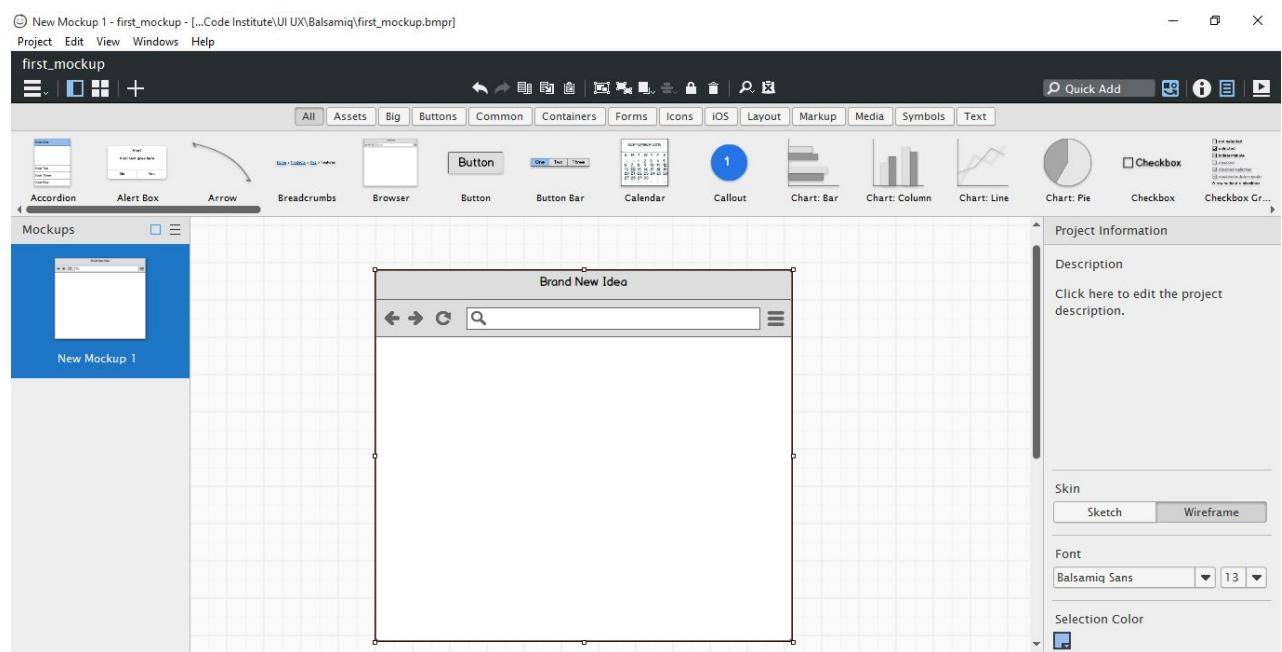 New Mockup 1 - first_mockup - [...Code Institute\UI UX\Balsamiq\first_mockup.bmpr]
Project Edit View Windows Help
first_mockup
Quick Add
All Assets Big Buttons Common Containers Forms Icons iOS Layout Markup Media Symbols Text
Button One Two Three 1 Checkbox
Accordion Alert Box Arrow Breadcrumbs Browser Button Button Bar Calendar Callout Chart: Bar Chart: Column Chart: Line Chart: Pie Checkbox Checkbox Gr...
Mockups
New Mockup 1
Brand New Idea
Project Information
Description
Click here to edit the project
description.
Skin
Sketch Wireframe
Font
Balsamiq Sans 13
Selection Color